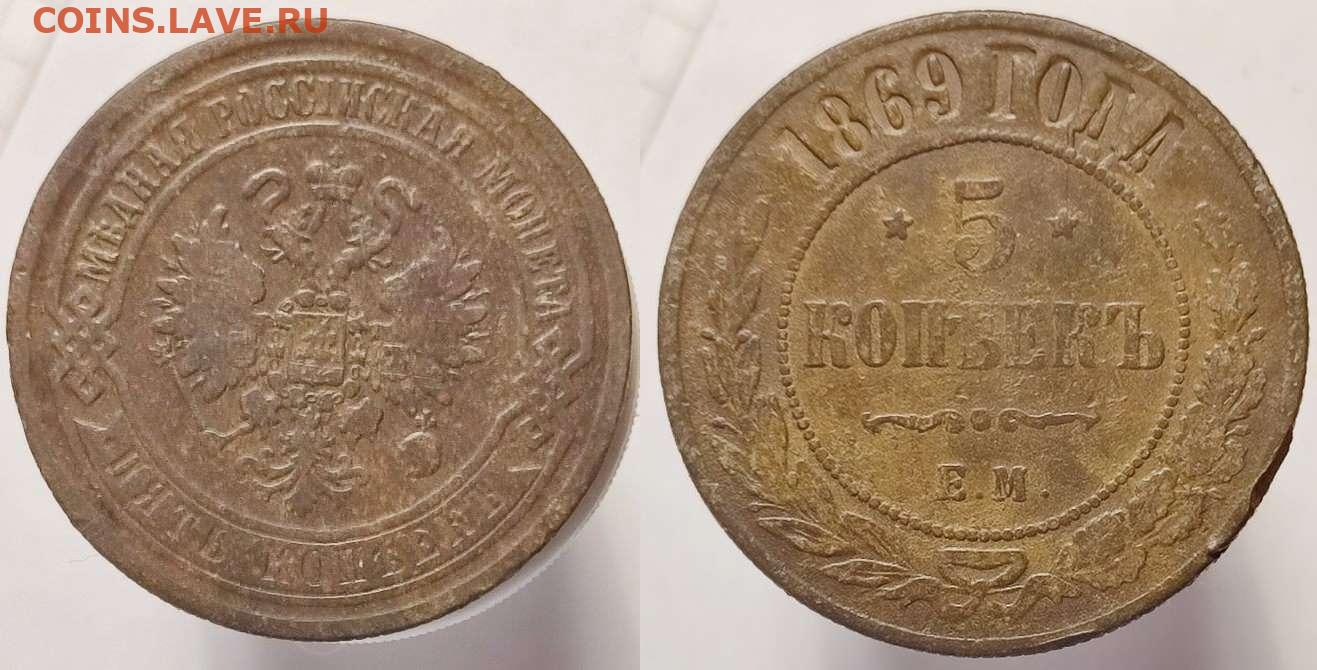 COINS.LAVE.RU
МѢДНАЯ РОССІЙСКАЯ МОНЕТА
ПЯТЬ КОПѢЕКЪ
1869 ГОДА
5
КОПѢЕКЪ
Е.М.